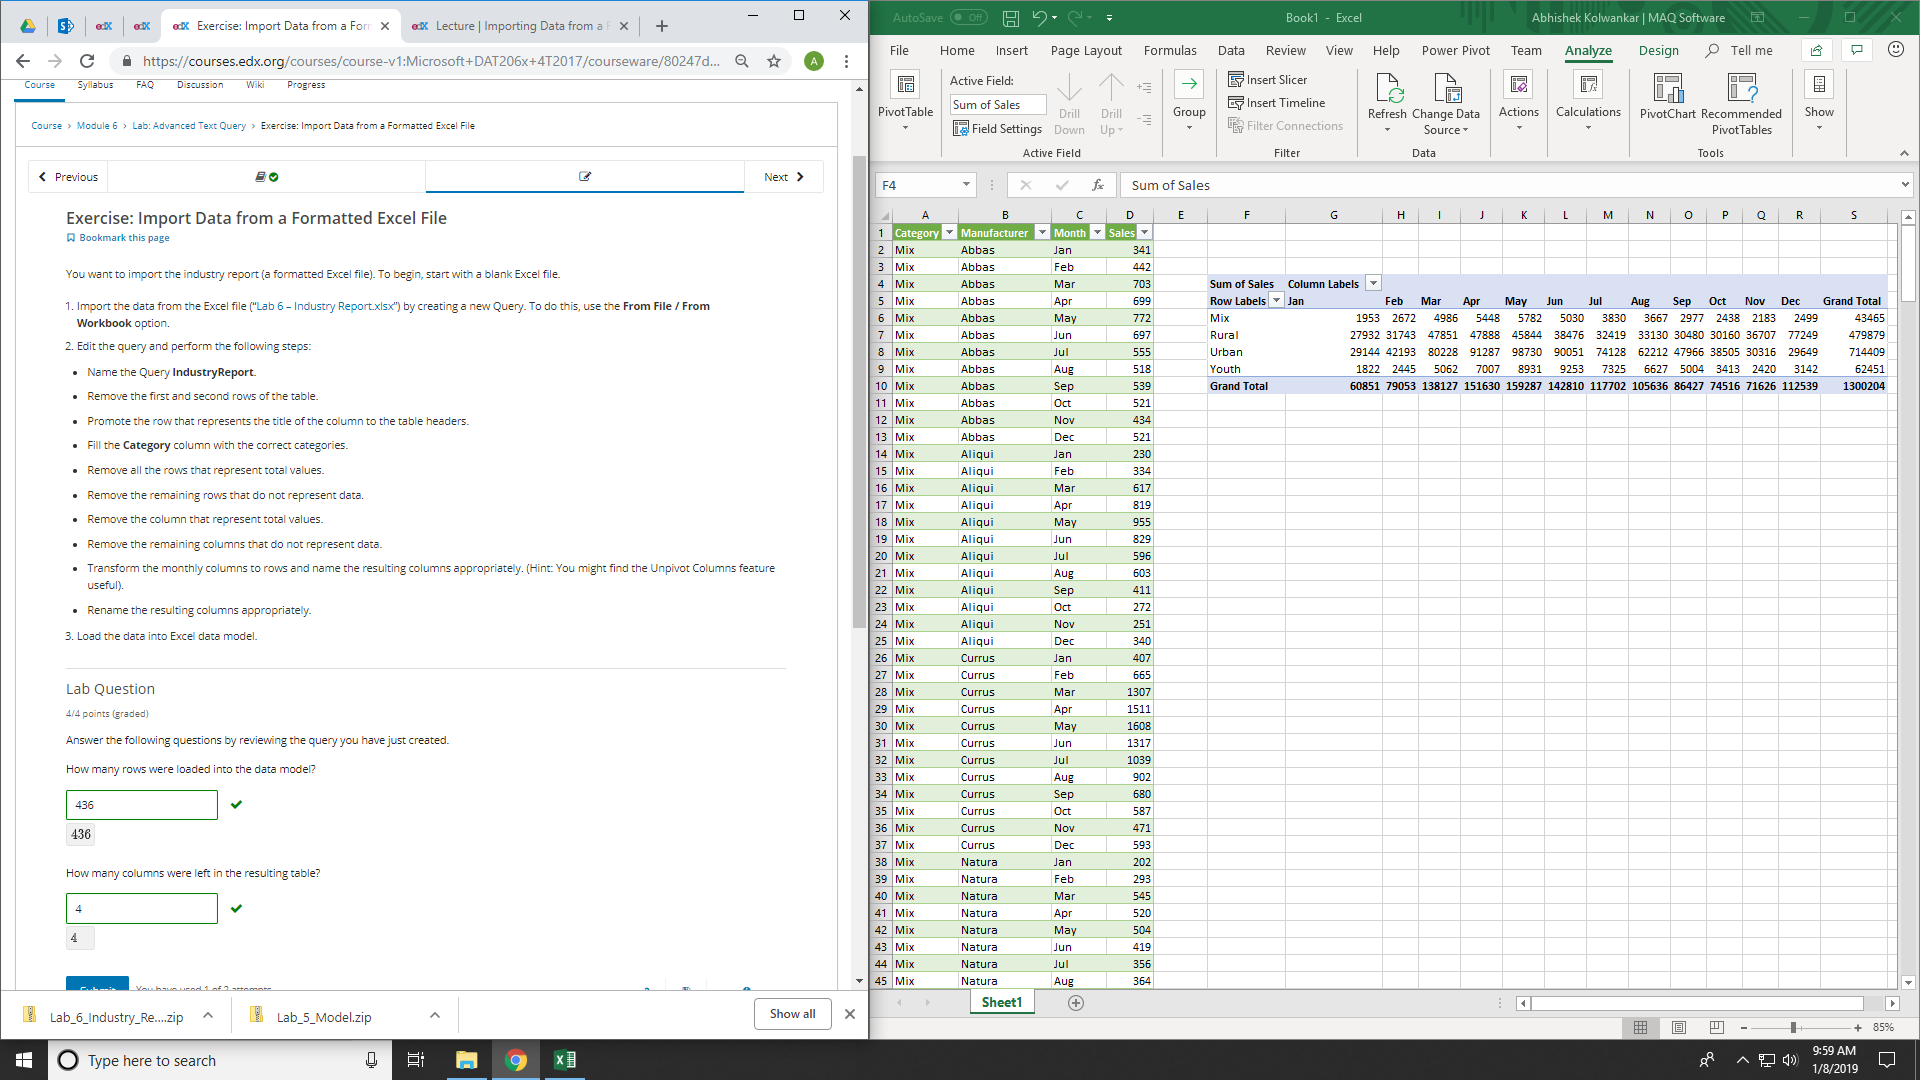 Exercise: Import Data from a For
Lecture | Importing Data from a F
https://courses.edx.org/courses/course-v1:Microsoft+DAT206x+4T2017/courseware/80247d...
A
Course Syllabus FAQ Discussion Wiki Progress
Course › Module 6 › Lab: Advanced Text Query › Exercise: Import Data from a Formatted Excel File
Previous
Next
Exercise: Import Data from a Formatted Excel File
Bookmark this page
You want to import the industry report (a formatted Excel file). To begin, start with a blank Excel file.
1. Import the data from the Excel file (“Lab 6 – Industry Report.xlsx”) by creating a new Query. To do this, use the From File / From
Workbook option.
2. Edit the query and perform the following steps:
• Name the Query IndustryReport.
• Remove the first and second rows of the table.
• Promote the row that represents the title of the column to the table headers.
• Fill the Category column with the correct categories.
• Remove all the rows that represent total values.
• Remove the remaining rows that do not represent data.
• Remove the column that represent total values.
• Remove the remaining columns that do not represent data.
• Transform the monthly columns to rows and name the resulting columns appropriately. (Hint: You might find the Unpivot Columns feature
useful).
• Rename the resulting columns appropriately.
3. Load the data into Excel data model.
Lab Question
4/4 points (graded)
Answer the following questions by reviewing the query you have just created.
How many rows were loaded into the data model?
436
436
How many columns were left in the resulting table?
4
4
Submit You have used 1 of 2 attempts
Lab_6_Industry_Re....zip
Lab_5_Model.zip
Show all
AutoSave Off
Book1 - Excel
Abhishek Kolwankar | MAQ Software
File Home Insert Page Layout Formulas Data Review View Help Power Pivot Team Analyze Design Tell me
PivotTable
Active Field:
Sum of Sales
Field Settings
Drill Down
Drill Up
Active Field
Group
Insert Slicer
Insert Timeline
Filter Connections
Filter
Refresh
Change Data Source
Data
Actions
Calculations
PivotChart
Recommended PivotTables
Tools
Show
F4
fx
Sum of Sales
A B C D E F G H I J K L M N O P Q R S
1 Category Manufacturer Month Sales
2 Mix Abbas Jan 341
3 Mix Abbas Feb 442
4 Mix Abbas Mar 703 Sum of Sales Column Labels
5 Mix Abbas Apr 699 Row Labels Jan Feb Mar Apr May Jun Jul Aug Sep Oct Nov Dec Grand Total
6 Mix Abbas May 772 Mix 1953 2672 4986 5448 5782 5030 3830 3667 2977 2438 2183 2499 43465
7 Mix Abbas Jun 697 Rural 27932 31743 47851 47888 45844 38476 32419 33130 30480 30160 36707 77249 479879
8 Mix Abbas Jul 555 Urban 29144 42193 80228 91287 98730 90051 74128 62212 47966 38505 30316 29649 714409
9 Mix Abbas Aug 518 Youth 1822 2445 5062 7007 8931 9253 7325 6627 5004 3413 2420 3142 62451
10 Mix Abbas Sep 539 Grand Total 60851 79053 138127 151630 159287 142810 117702 105636 86427 74516 71626 112539 1300204
11 Mix Abbas Oct 521
12 Mix Abbas Nov 434
13 Mix Abbas Dec 521
14 Mix Aliqui Jan 230
15 Mix Aliqui Feb 334
16 Mix Aliqui Mar 617
17 Mix Aliqui Apr 819
18 Mix Aliqui May 955
19 Mix Aliqui Jun 829
20 Mix Aliqui Jul 596
21 Mix Aliqui Aug 603
22 Mix Aliqui Sep 411
23 Mix Aliqui Oct 272
24 Mix Aliqui Nov 251
25 Mix Aliqui Dec 340
26 Mix Currus Jan 407
27 Mix Currus Feb 665
28 Mix Currus Mar 1307
29 Mix Currus Apr 1511
30 Mix Currus May 1608
31 Mix Currus Jun 1317
32 Mix Currus Jul 1039
33 Mix Currus Aug 902
34 Mix Currus Sep 680
35 Mix Currus Oct 587
36 Mix Currus Nov 471
37 Mix Currus Dec 593
38 Mix Natura Jan 202
39 Mix Natura Feb 293
40 Mix Natura Mar 545
41 Mix Natura Apr 520
42 Mix Natura May 504
43 Mix Natura Jun 419
44 Mix Natura Jul 356
45 Mix Natura Aug 364
Sheet1
85%
Type here to search
9:59 AM
1/8/2019